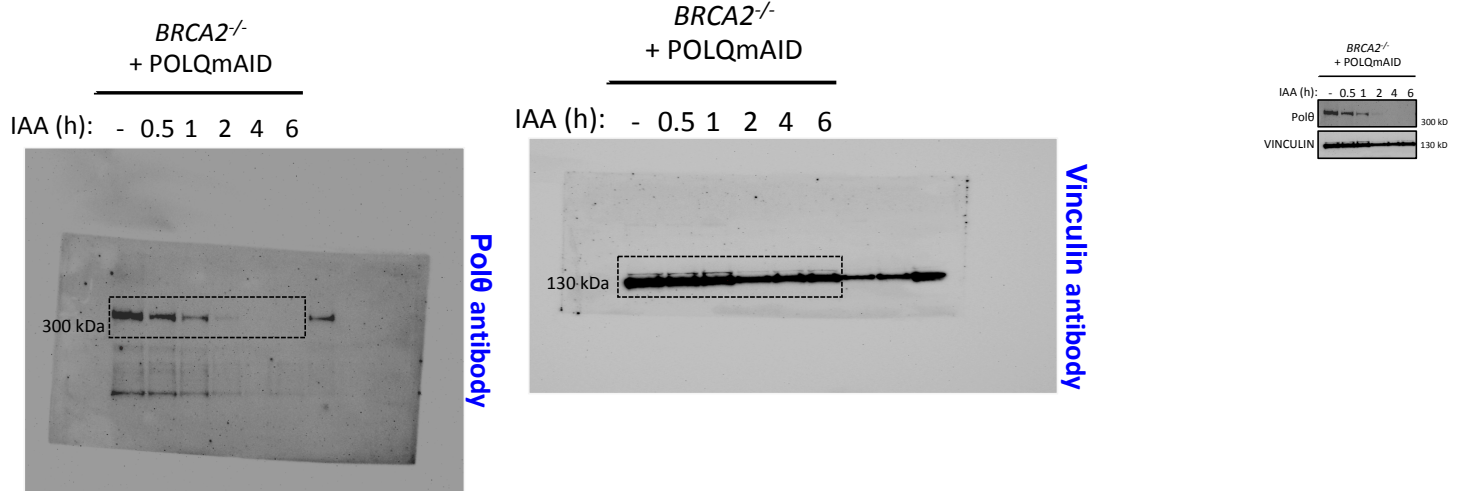 BRCA2-/-
+ POLQmAID
IAA (h): - 0.5 1 2 4 6
300 kDa
Polθ antibody
BRCA2-/-
+ POLQmAID
IAA (h): - 0.5 1 2 4 6
130 kDa
Vinculin antibody
BRCA2-/-
+ POLQmAID
IAA (h): - 0.5 1 2 4 6
Polθ 300 kD
VINCULIN 130 kD